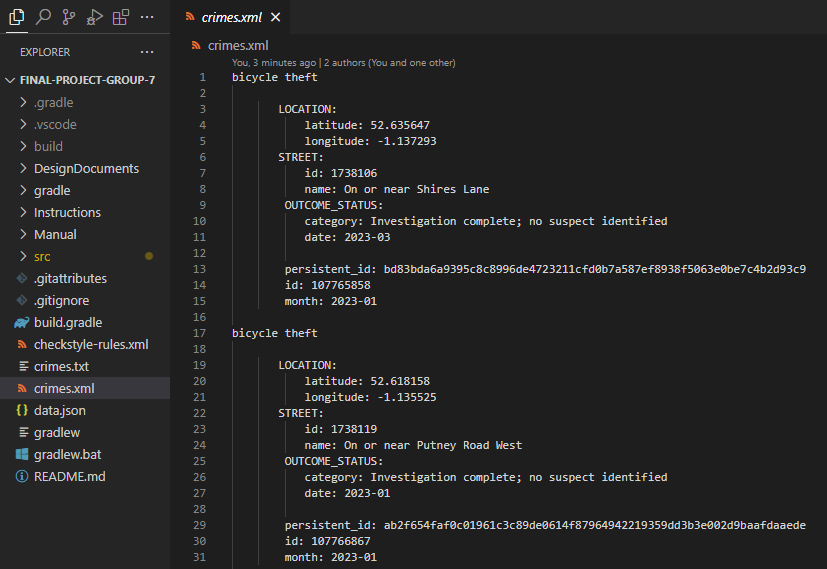 crimes.xml
EXPLORER
FINAL-PROJECT-GROUP-7
.gradle
.vscode
build
DesignDocuments
gradle
Instructions
Manual
src
.gitattributes
.gitignore
build.gradle
checkstyle-rules.xml
crimes.txt
crimes.xml
data.json
gradlew
gradlew.bat
README.md
crimes.xml
You, 3 minutes ago | 2 authors (You and one other)
1 bicycle theft
2
3 LOCATION:
4 latitude: 52.635647
5 longitude: -1.137293
6 STREET:
7 id: 1738106
8 name: On or near Shires Lane
9 OUTCOME_STATUS:
10 category: Investigation complete; no suspect identified
11 date: 2023-03
12
13 persistent_id: bd83bda6a9395c8c8996de4723211cfd0b7a587ef8938f5063e0be7c4b2d93c9
14 id: 107765858
15 month: 2023-01
16
17 bicycle theft
18
19 LOCATION:
20 latitude: 52.618158
21 longitude: -1.135525
22 STREET:
23 id: 1738119
24 name: On or near Putney Road West
25 OUTCOME_STATUS:
26 category: Investigation complete; no suspect identified
27 date: 2023-01
28
29 persistent_id: ab2f654faf0c01961c3c89de0614f87964942219359dd3b3e002d9baafdaaede
30 id: 107766867
31 month: 2023-01